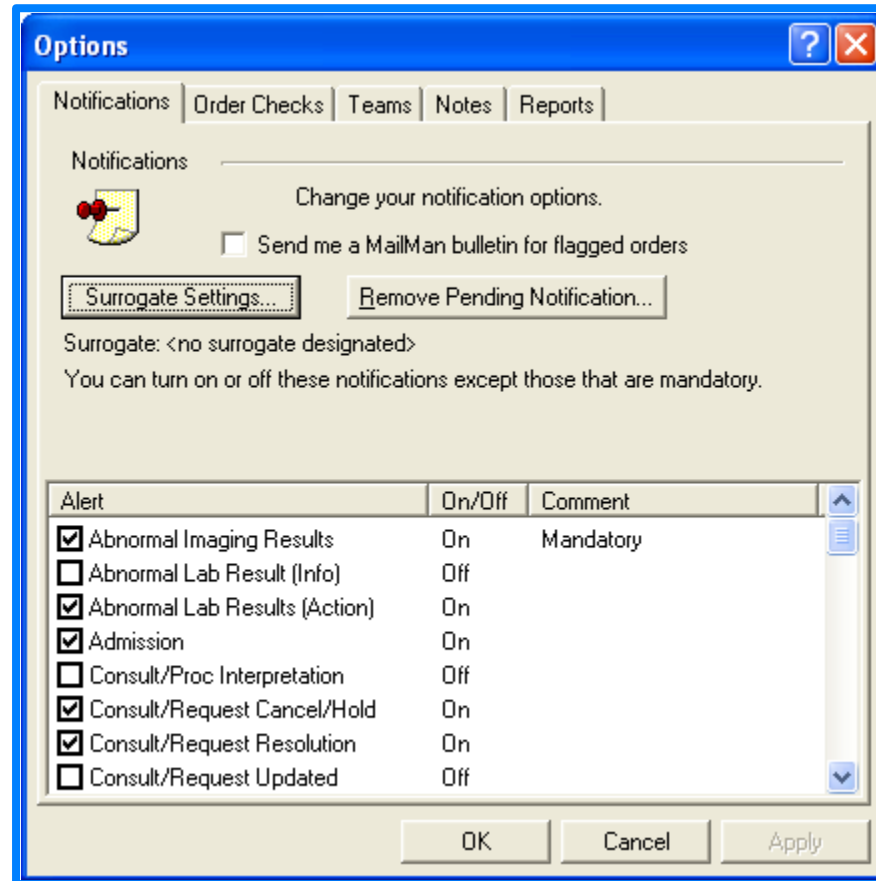 Options
Notifications Order Checks Teams Notes Reports
Notifications
Change your notification options.
Send me a MailMan bulletin for flagged orders
Surrogate Settings... Remove Pending Notification...
Surrogate: <no surrogate designated>
You can turn on or off these notifications except those that are mandatory.
Alert On/Off Comment
Abnormal Imaging Results On Mandatory
Abnormal Lab Result (Info) Off
Abnormal Lab Results (Action) On
Admission On
Consult/Proc Interpretation Off
Consult/Request Cancel/Hold On
Consult/Request Resolution On
Consult/Request Updated Off
OK Cancel Apply